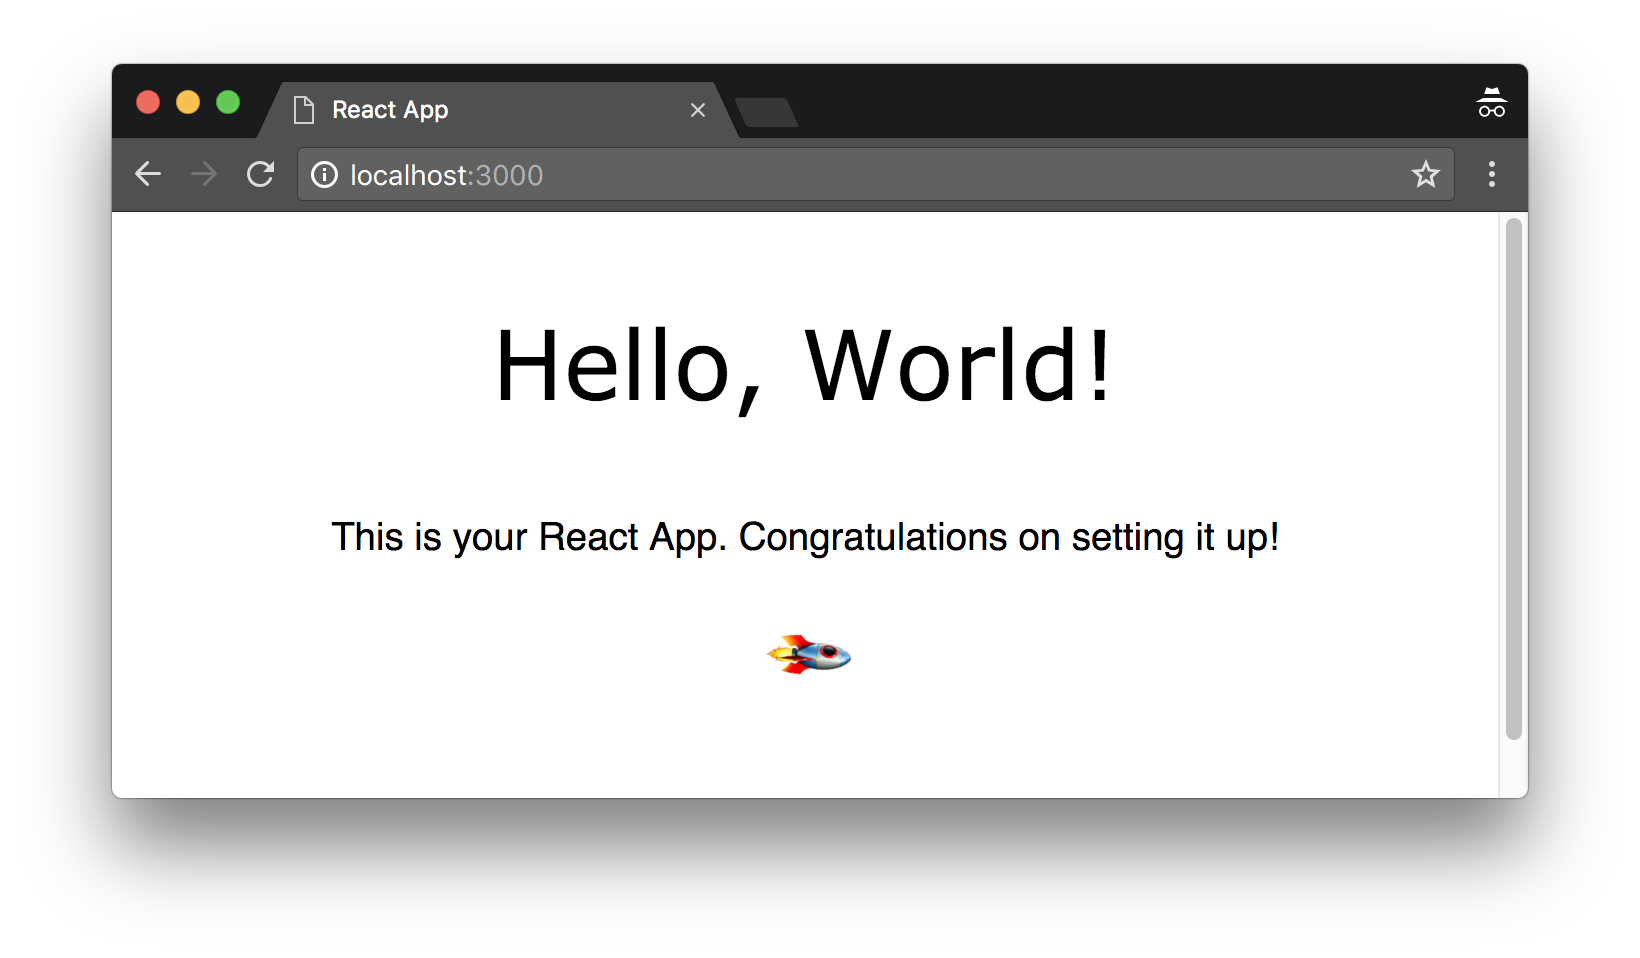 React App
localhost:3000
Hello, World!
This is your React App. Congratulations on setting it up!